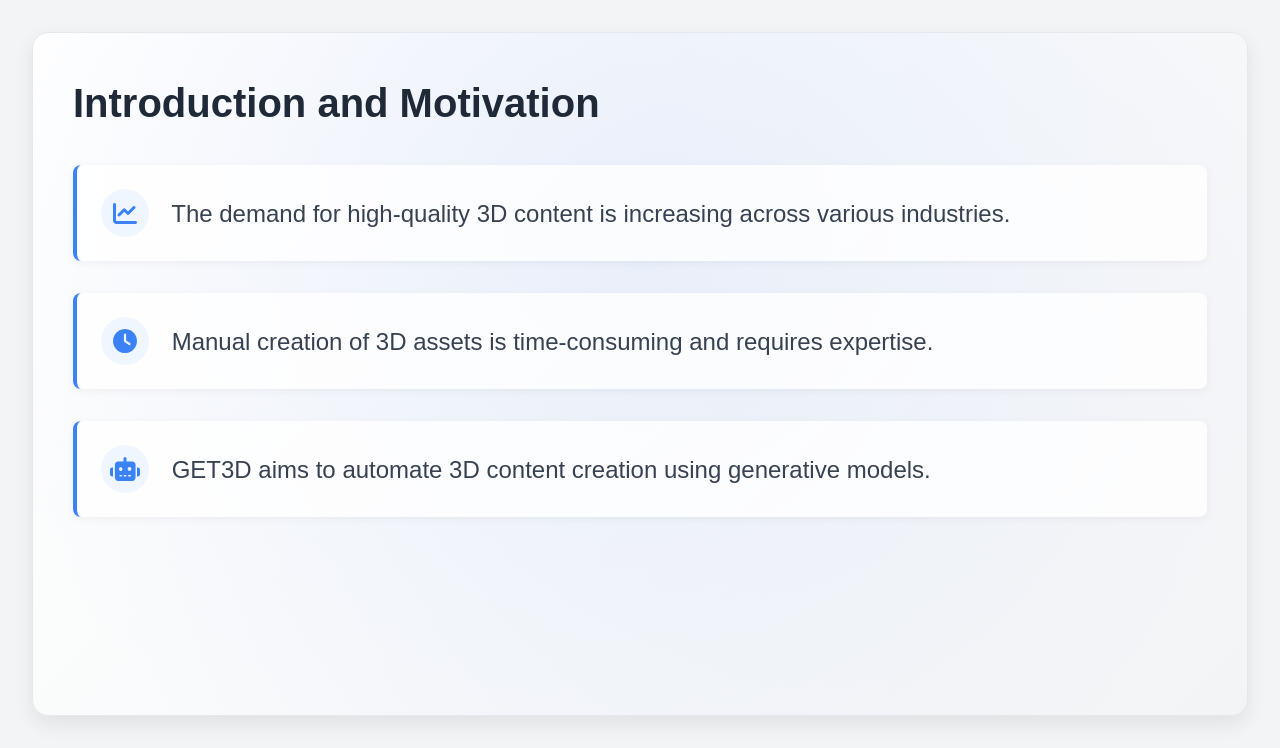 Introduction and Motivation
The demand for high-quality 3D content is increasing across various industries.
Manual creation of 3D assets is time-consuming and requires expertise.
GET3D aims to automate 3D content creation using generative models.